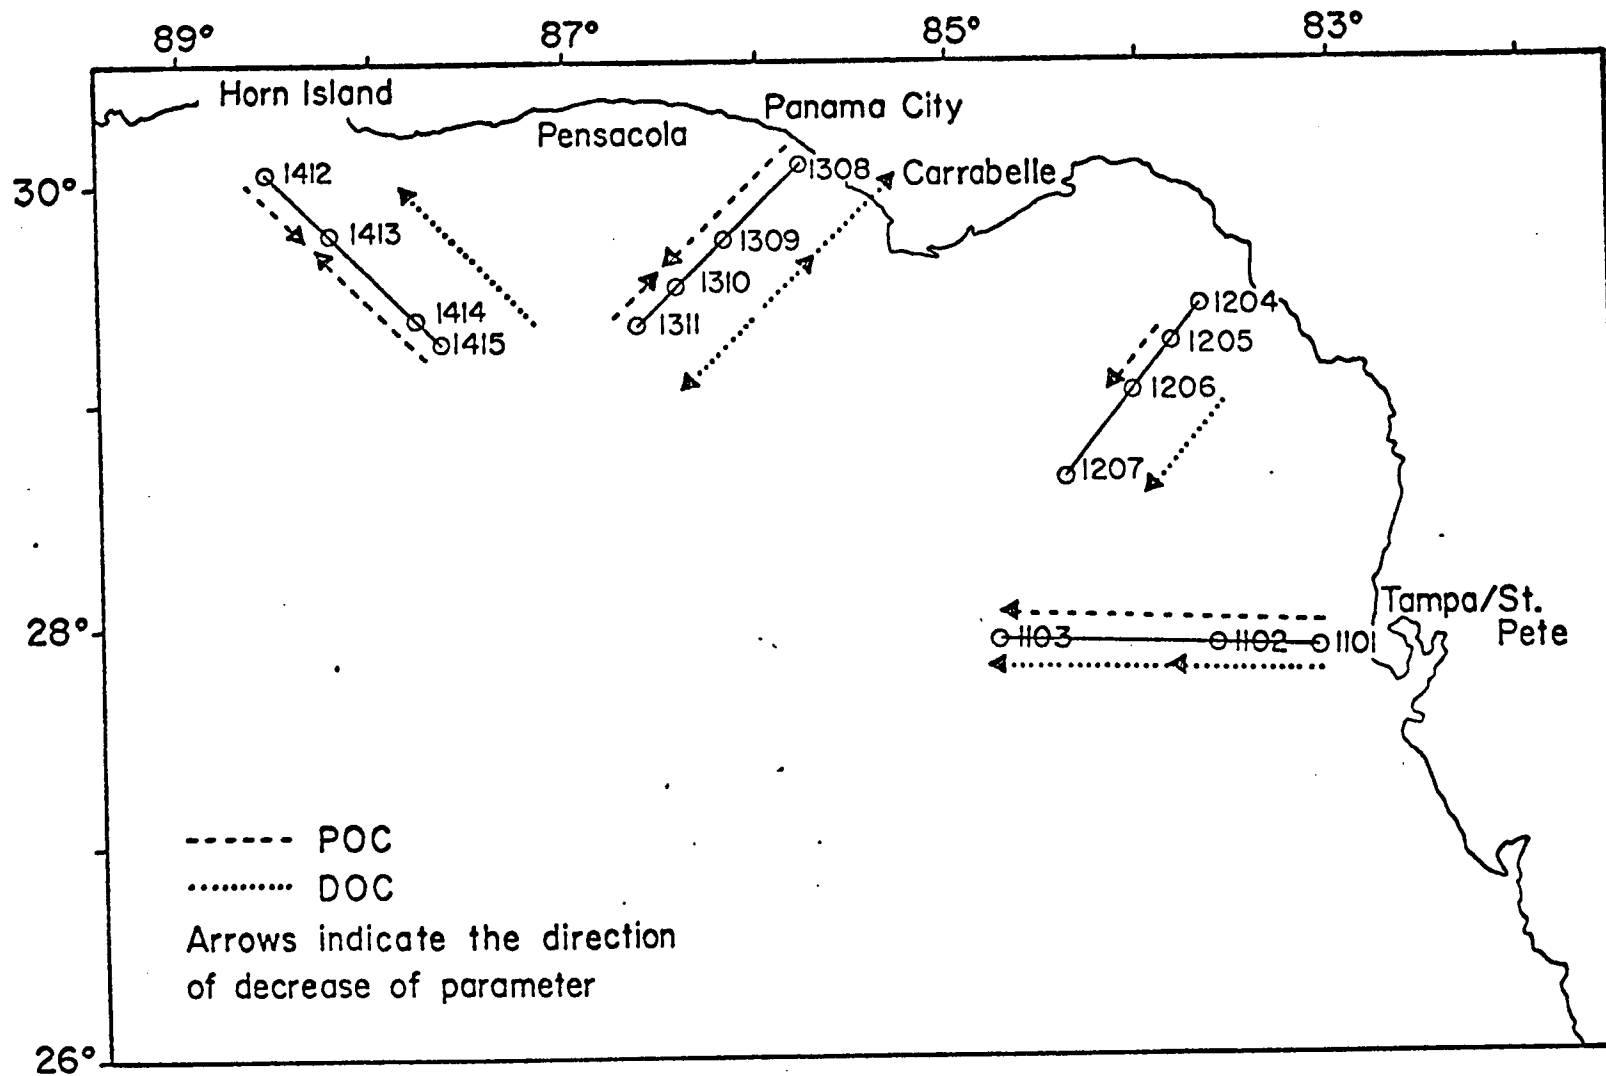 89° 87° 85° 83°
Horn Island
Panama City
Pensacola
1412
1308
Carrabelle
30°
1413
1309
1310
1204
1414
1311
1415
1205
1206
1207
Tampa/St.
Pete
28°
1103
1102
1101
POC
DOC
Arrows indicate the direction
of decrease of parameter
26°